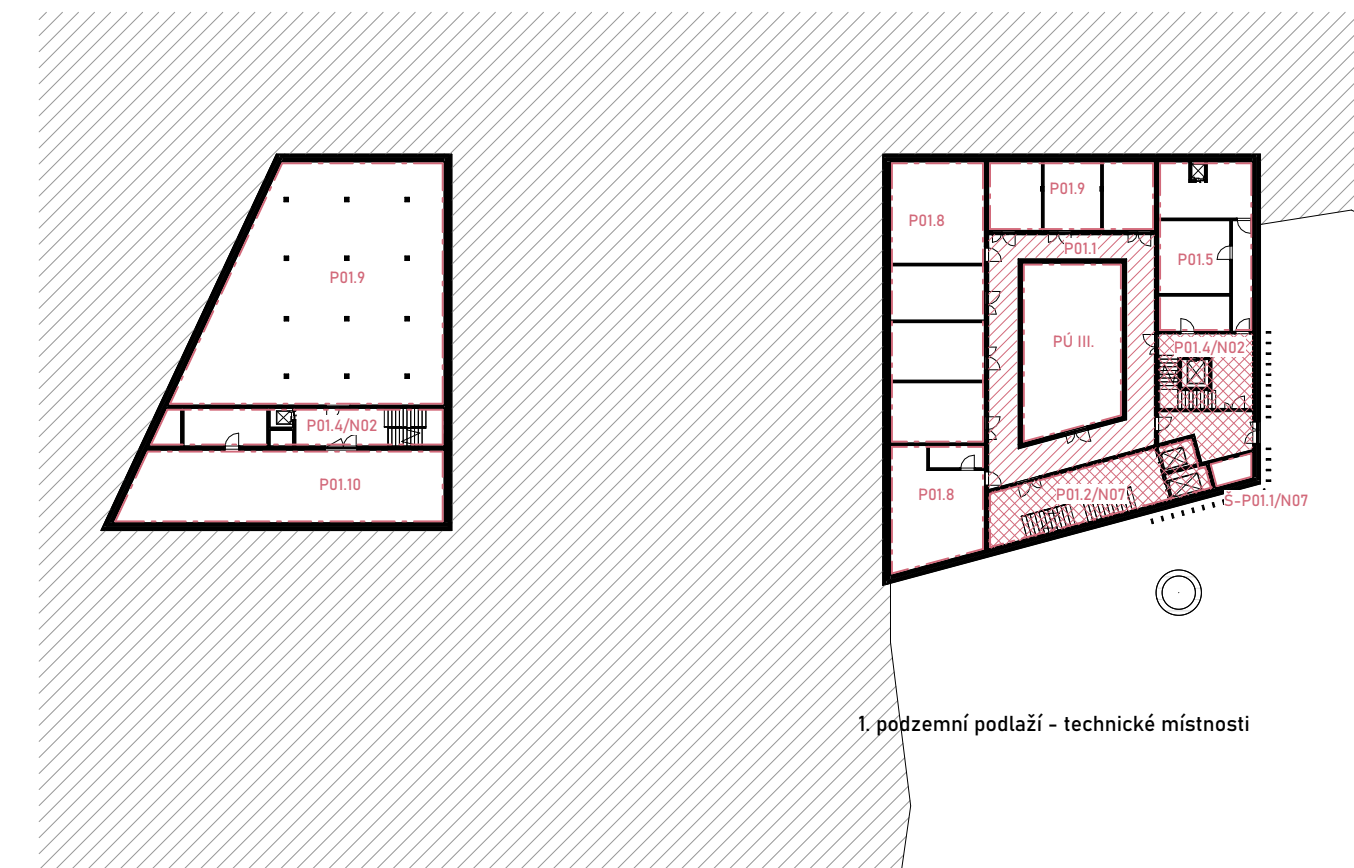 P01.9
P01.8
P01.1
P01.9
P01.5
PÚ III.
P01.4/N02
P01.4/N02
P01.10
P01.8
P01.2/N07
Š-P01.1/N07
1. podzemní podlaží - technické místnosti